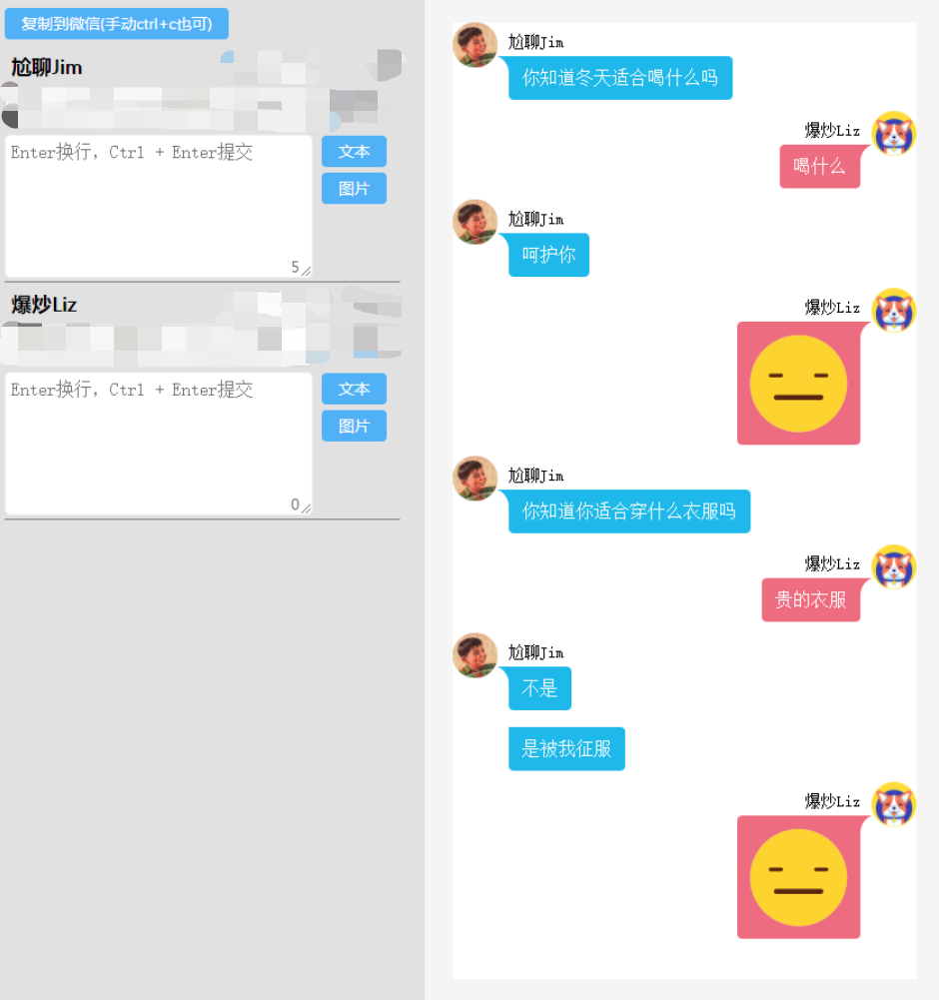 复制到微信(手动ctrl+c也可)
尬聊Jim
Enter换行，Ctrl + Enter提交
文本
图片
5
爆炒Liz
Enter换行，Ctrl + Enter提交
文本
图片
0
尬聊Jim
你知道冬天适合喝什么吗
爆炒Liz
喝什么
尬聊Jim
呵护你
爆炒Liz
尬聊Jim
你知道你适合穿什么衣服吗
爆炒Liz
贵的衣服
尬聊Jim
不是
是被我征服
爆炒Liz